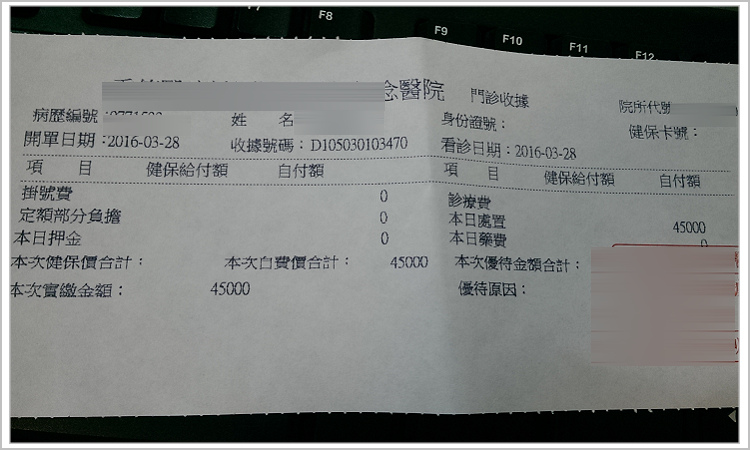 F8 F9 F10 F11 F12
念醫院 門診收據 院所代號
病歷編號 姓 名 身份證號： 健保卡號：
開單日期：2016-03-28 收據號碼：D105030103470 看診日期：2016-03-28
項 目 健保給付額 自付額 項 目 健保給付額 自付額
掛號費 0 診療費
定額部分負擔 0 本日處置 45000
本日押金 0 本日藥費 0
本次健保價合計： 本次自費價合計： 45000 本次優待金額合計：
本次實繳金額： 45000 優待原因：